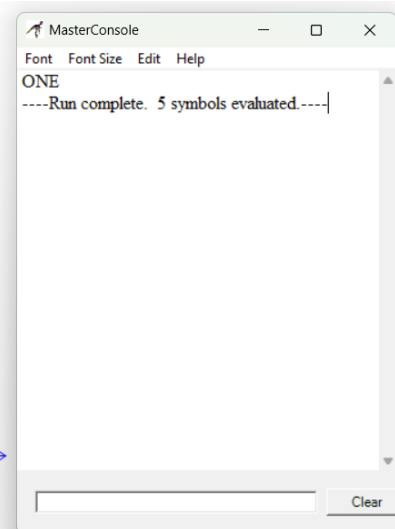 MasterConsole
Font Font Size Edit Help
ONE
----Run complete.  5 symbols evaluated.----
Clear